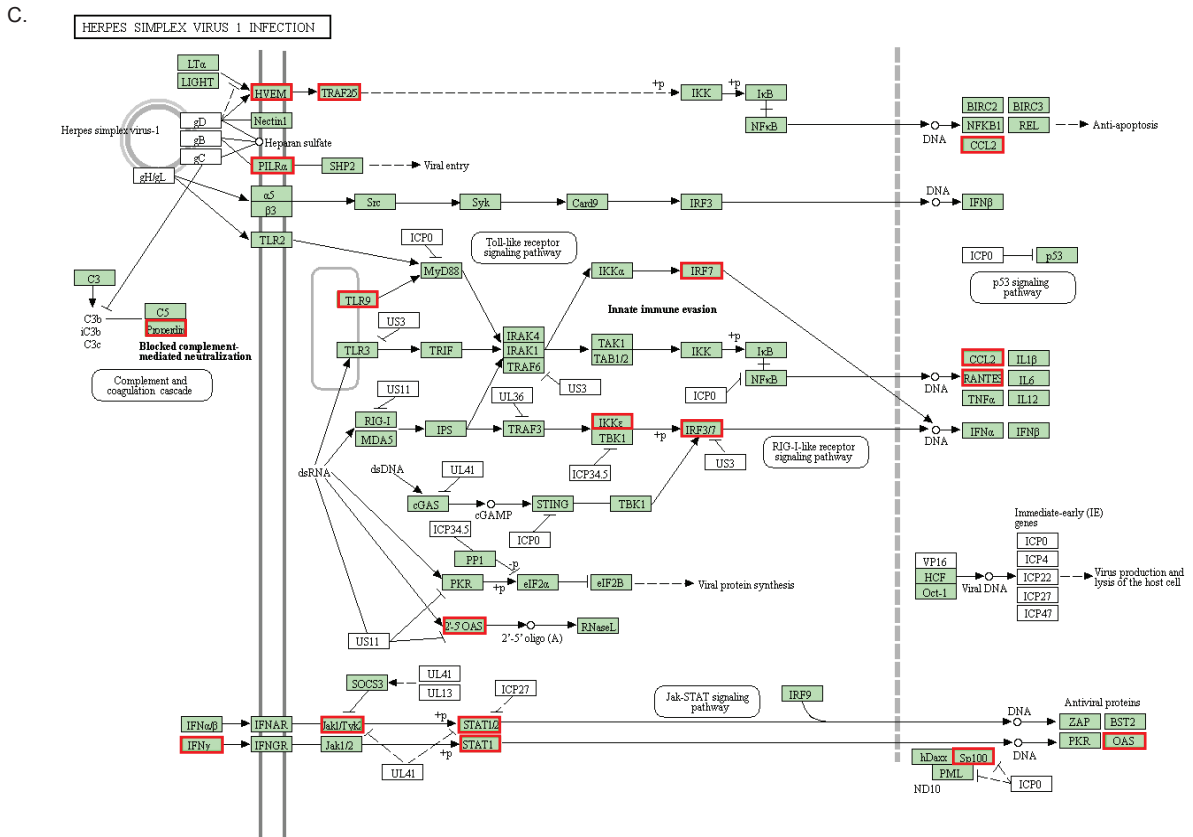 C.
HERPES SIMPLEX VIRUS 1 INFECTION
LTα
LIGHT
HVEM
TRAF2/5
+p
IKK
+p
IκB
NFκB
DNA
BIRC2
BIRC3
NFKB1
REL
CCL2
Anti-apoptosis
Herpes simplex virus-1
gD
gB
gC
gH/gL
Nectin1
Heparan sulfate
PILRα
SHP2
Viral entry
α5
β3
Src
Syk
Card9
IRF3
DNA
IFNβ
TLR2
ICP0
Toll-like receptor
signaling pathway
MyD88
IKKα
IRF7
ICP0
p53
p53 signaling
pathway
C3
C3b
iC3b
C3c
C5
Properdin
Blocked complement-
mediated neutralization
Complement and
coagulation cascade
TLR9
US3
TLR3
TRIF
IRAK4
IRAK1
TRAF6
Innate immune evasion
TAK1
TAB1/2
IKK
+p
IκB
NFκB
ICP0
US3
CCL2
IL1β
RANTES
IL6
TNFα
IL12
DNA
US11
RIG-I
MDA5
IPS
UL36
TRAF3
IKKε
TBK1
+p
IRF3/7
ICP34.5
US3
RIG-I-like receptor
signaling pathway
DNA
IFNα
IFNβ
dsRNA
dsDNA
UL41
cGAS
cGAMP
STING
TBK1
ICP0
ICP34.5
PP1
-p
PKR
+p
eIF2α
eIF2B
Viral protein synthesis
US11
2'-5' OAS
2'-5' oligo (A)
RNaseL
VP16
HCF
Oct-1
Viral DNA
Immediate-early (IE)
genes
ICP0
ICP4
ICP22
ICP27
ICP47
Virus production and
lysis of the host cell
SOCS3
UL41
UL13
ICP27
Jak-STAT signaling
pathway
IRF9
IFNα/β
IFNAR
Jak1/Tyk2
+p
STAT1/2
DNA
Antiviral proteins
ZAP
BST2
IFNγ
IFNGR
Jak1/2
+p
STAT1
DNA
PKR
OAS
UL41
hDaxx
Sp100
PML
ND10
ICP0